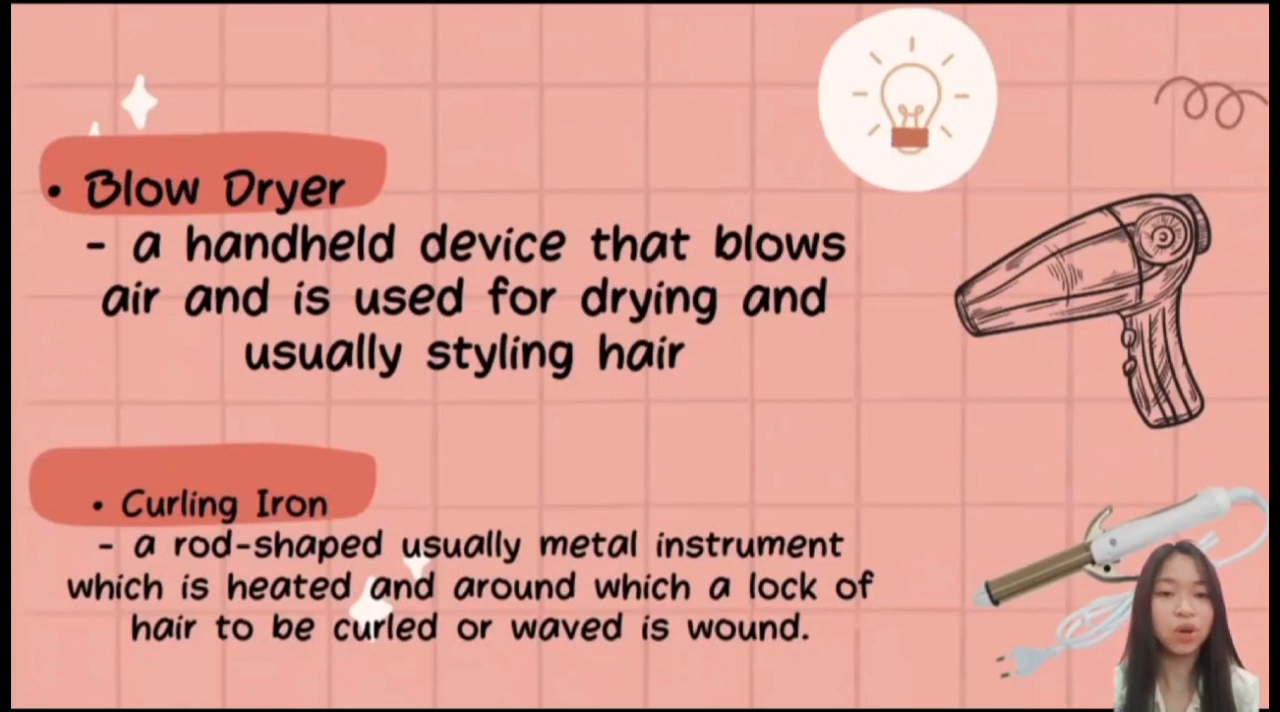 • Blow Dryer
- a handheld device that blows
air and is used for drying and
usually styling hair
• Curling Iron
- a rod-shaped usually metal instrument
which is heated and around which a lock of
hair to be curled or waved is wound.